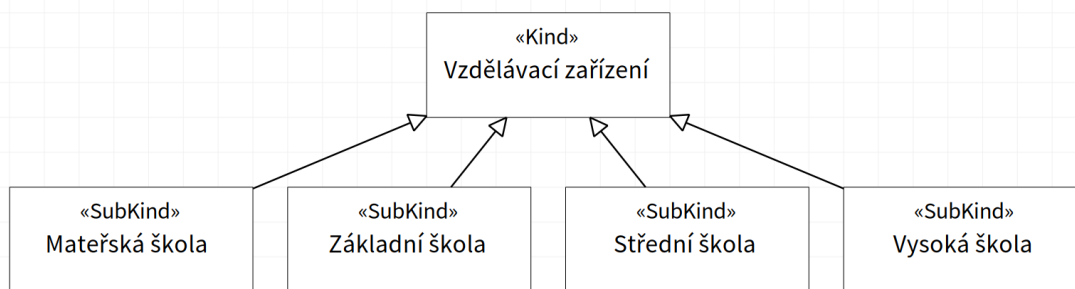 «Kind»
Vzdělávací zařízení
«SubKind»
Mateřská škola
«SubKind»
Základní škola
«SubKind»
Střední škola
«SubKind»
Vysoká škola